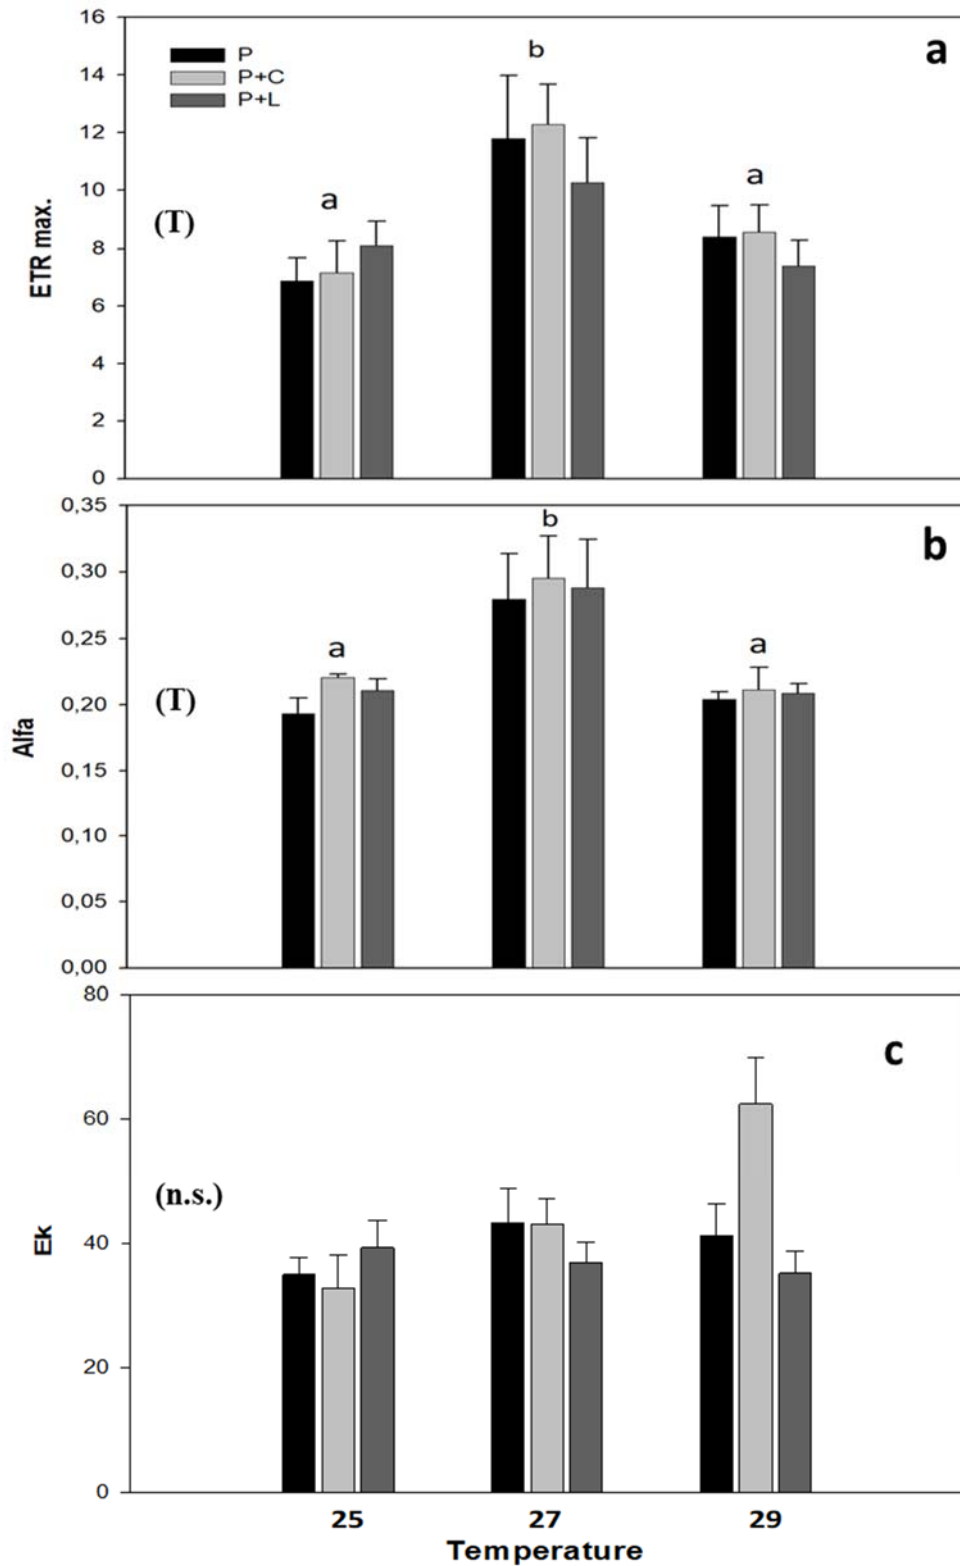 16
14
12
10
8
6
4
2
0
ETR max.
P
P+C
P+L
(T)
a
b
a
a
0,35
0,30
0,25
0,20
0,15
0,10
0,05
0,00
Alfa
(T)
a
b
a
b
80
60
40
20
0
Ek
(n.s.)
c
25 27 29
Temperature